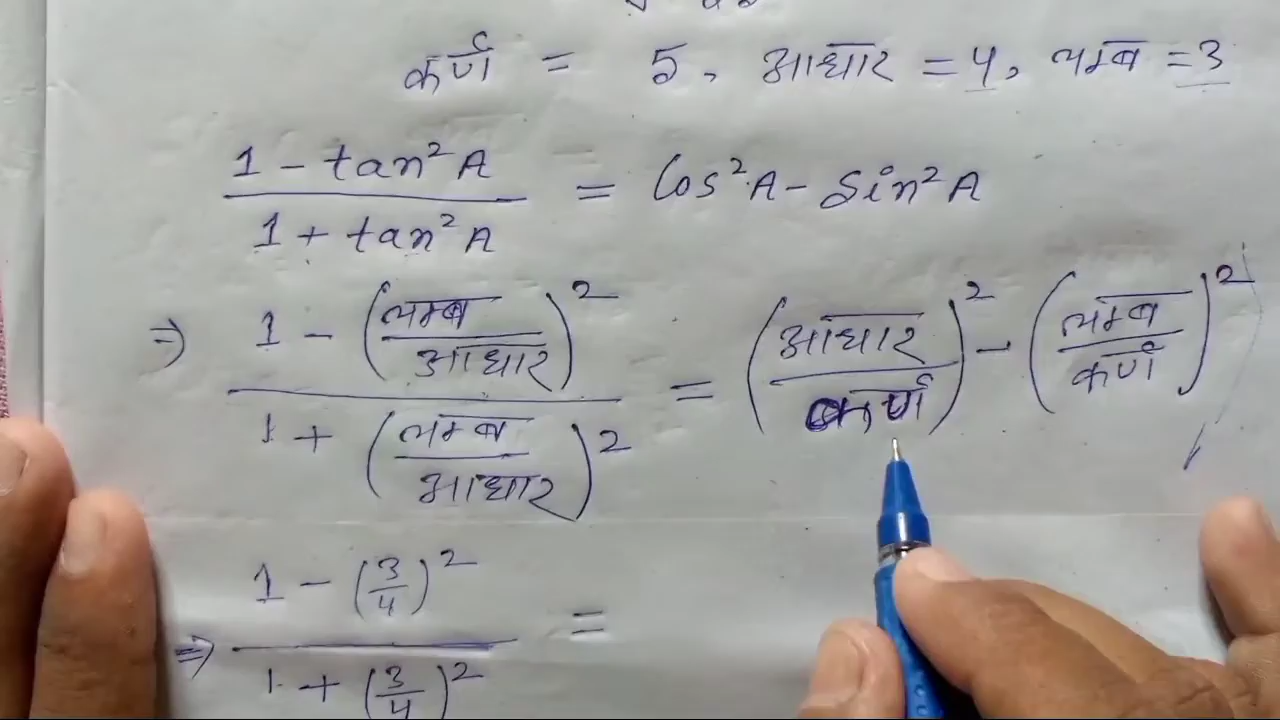 कर्ण = 5, आधार = 4, लम्ब = 3
1 - tan²A / 1 + tan²A = Cos²A - Sin²A
⇒ 1 - (लम्ब / आधार)² / 1 + (लम्ब / आधार)² = (आधार / कर्ण)² - (लम्ब / कर्ण)²
⇒ 1 - (3/4)² / 1 + (3/4)² =